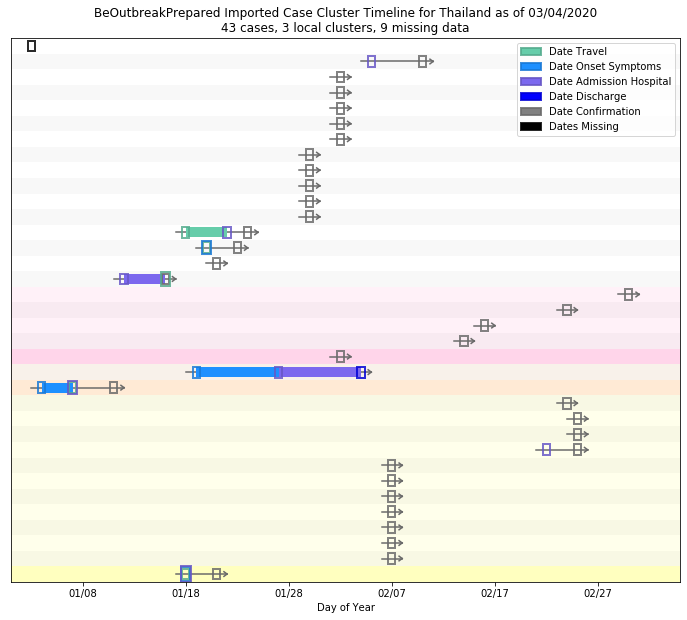 BeOutbreakPrepared Imported Case Cluster Timeline for Thailand as of 03/04/2020
43 cases, 3 local clusters, 9 missing data
Date Travel
Date Onset Symptoms
Date Admission Hospital
Date Discharge
Date Confirmation
Dates Missing
01/08 01/18 01/28 02/07 02/17 02/27
Day of Year